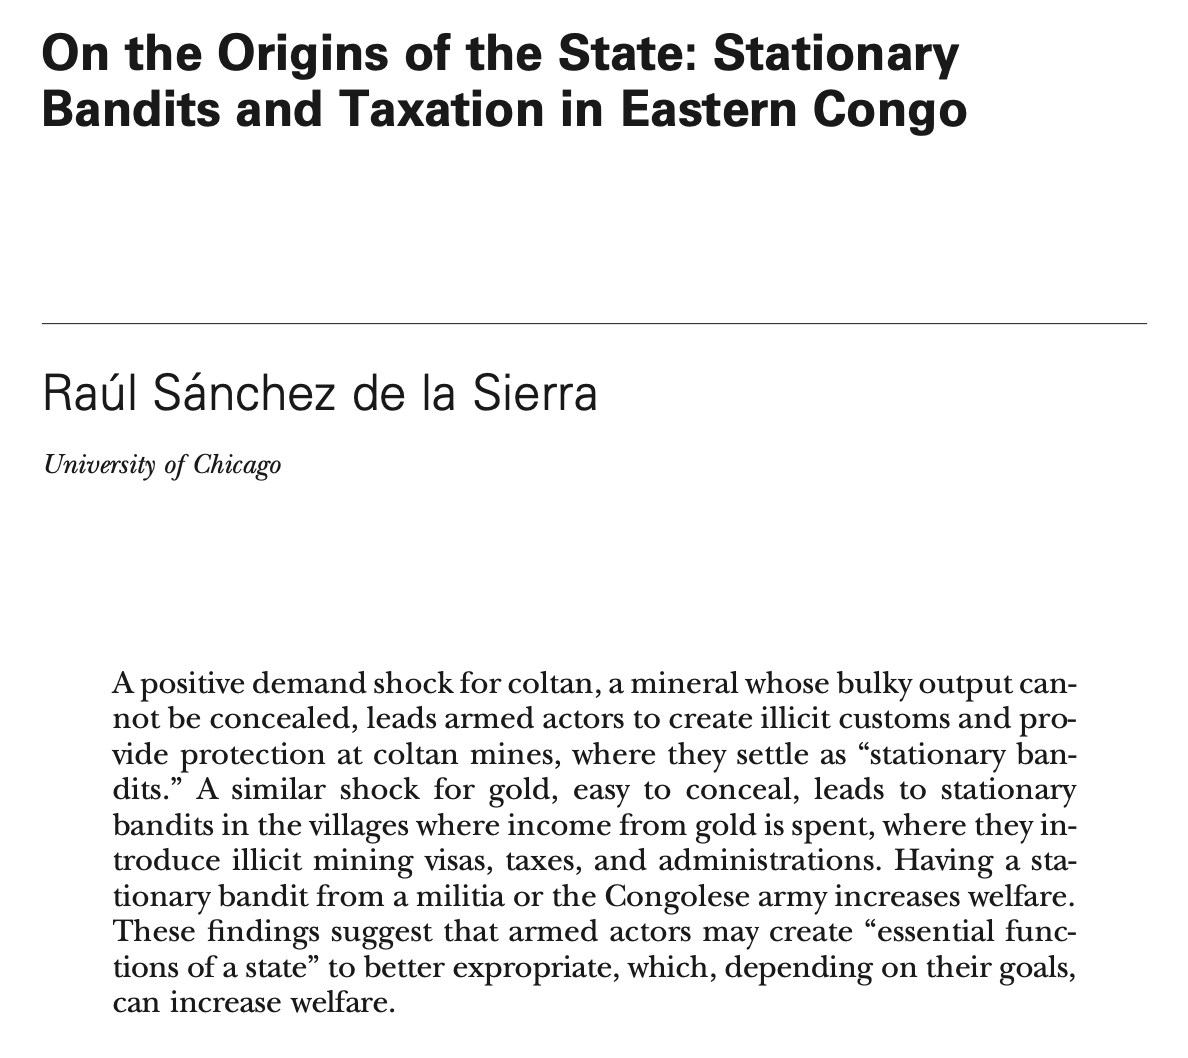 On the Origins of the State: Stationary
Bandits and Taxation in Eastern Congo
Raúl Sánchez de la Sierra
University of Chicago
A positive demand shock for coltan, a mineral whose bulky output can-
not be concealed, leads armed actors to create illicit customs and pro-
vide protection at coltan mines, where they settle as “stationary ban-
dits.” A similar shock for gold, easy to conceal, leads to stationary
bandits in the villages where income from gold is spent, where they in-
troduce illicit mining visas, taxes, and administrations. Having a sta-
tionary bandit from a militia or the Congolese army increases welfare.
These findings suggest that armed actors may create “essential func-
tions of a state” to better expropriate, which, depending on their goals,
can increase welfare.